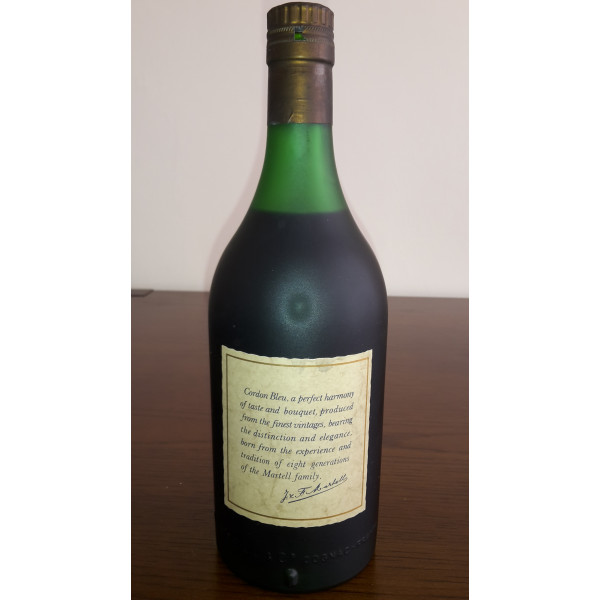 Cordon Bleu, a perfect harmony
of taste and bouquet, produced
from the finest vintages, bearing
the distinction and elegance,
born from the experience and
tradition of eight generations
of the Martell family.
J & F Martell